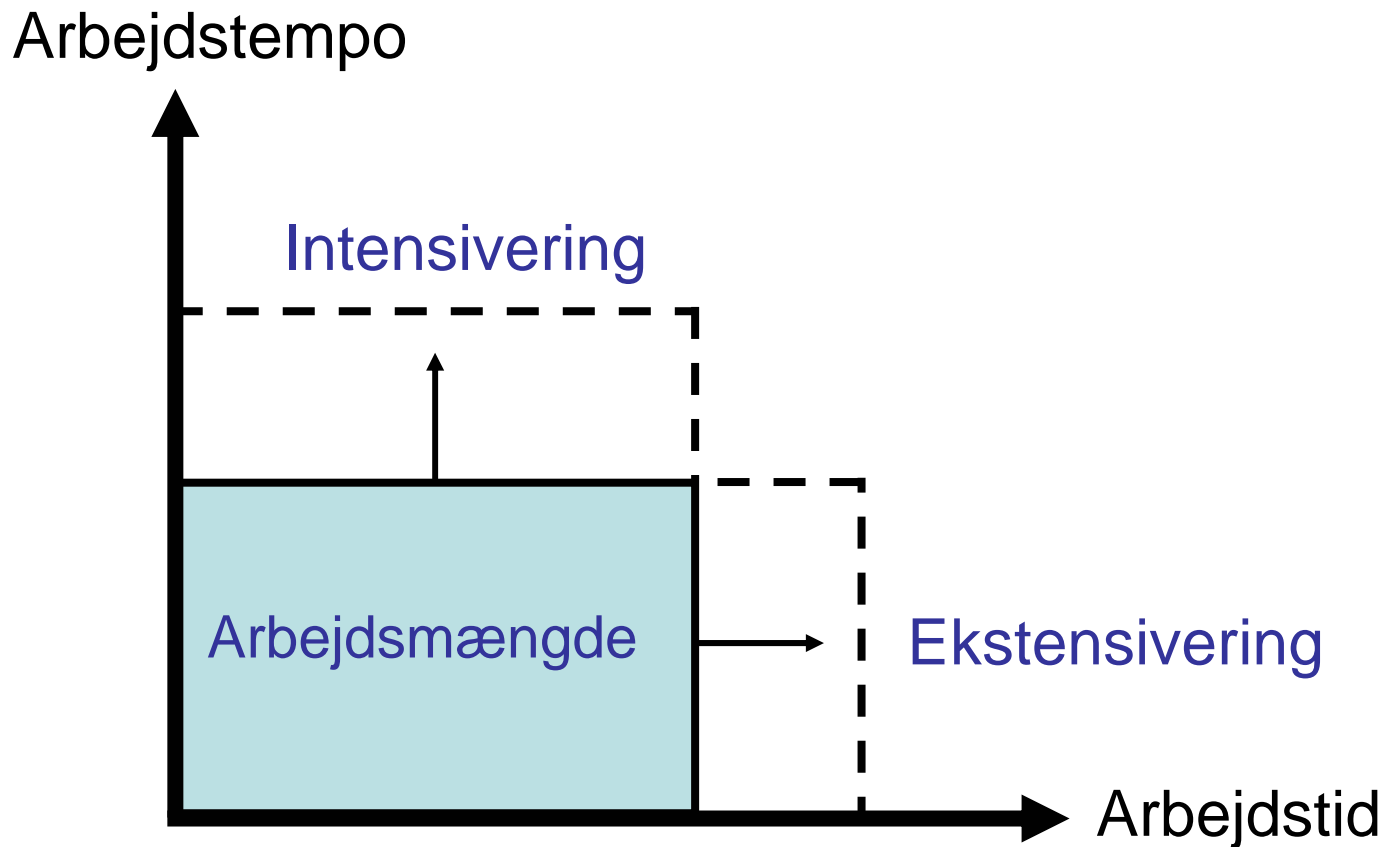 Arbejdstempo
Intensivering
Arbejdsmængde
Ekstensivering
Arbejdstid